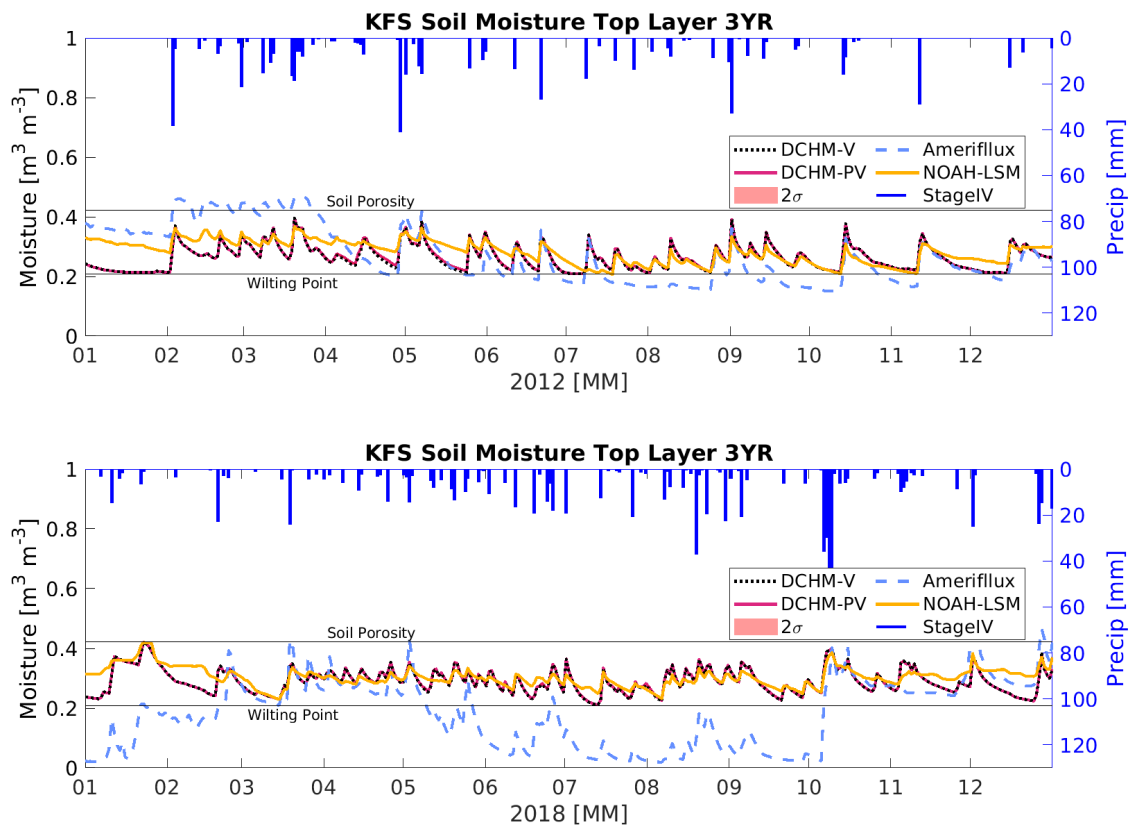 KFS Soil Moisture Top Layer 3YR
1
0.8
0.6
0.4
0.2
0
Moisture [m³ m⁻³]
0
20
40
60
80
100
120
Precip [mm]
DCHM-V
Amerifllux
DCHM-PV
NOAH-LSM
2σ
StageIV
Soil Porosity
Wilting Point
01 02 03 04 05 06 07 08 09 10 11 12
2012 [MM]
KFS Soil Moisture Top Layer 3YR
1
0.8
0.6
0.4
0.2
0
Moisture [m³ m⁻³]
0
20
40
60
80
100
120
Precip [mm]
DCHM-V
Amerifllux
DCHM-PV
NOAH-LSM
2σ
StageIV
Soil Porosity
Wilting Point
01 02 03 04 05 06 07 08 09 10 11 12
2018 [MM]